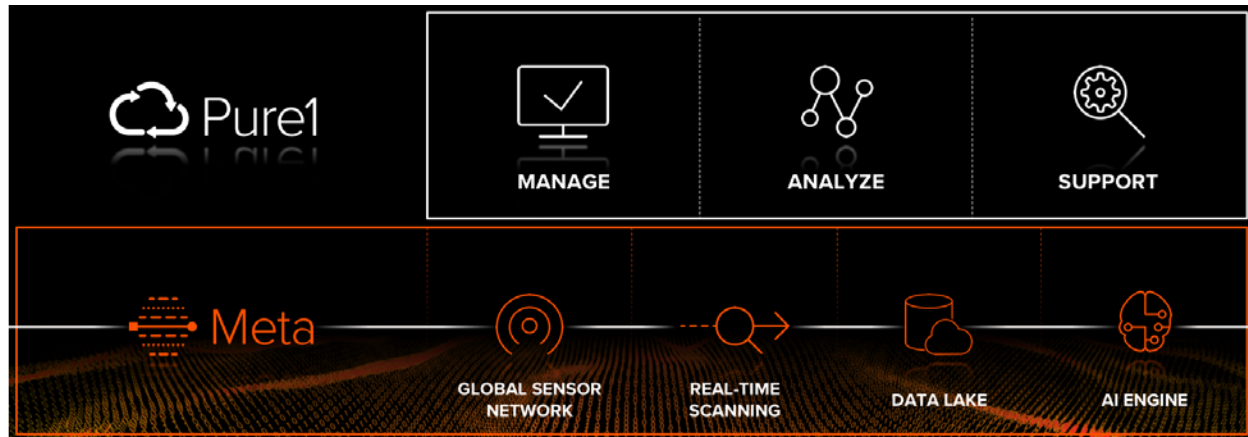 Pure1
MANAGE
ANALYZE
SUPPORT
Meta
GLOBAL SENSOR
NETWORK
REAL-TIME
SCANNING
DATA LAKE
AI ENGINE